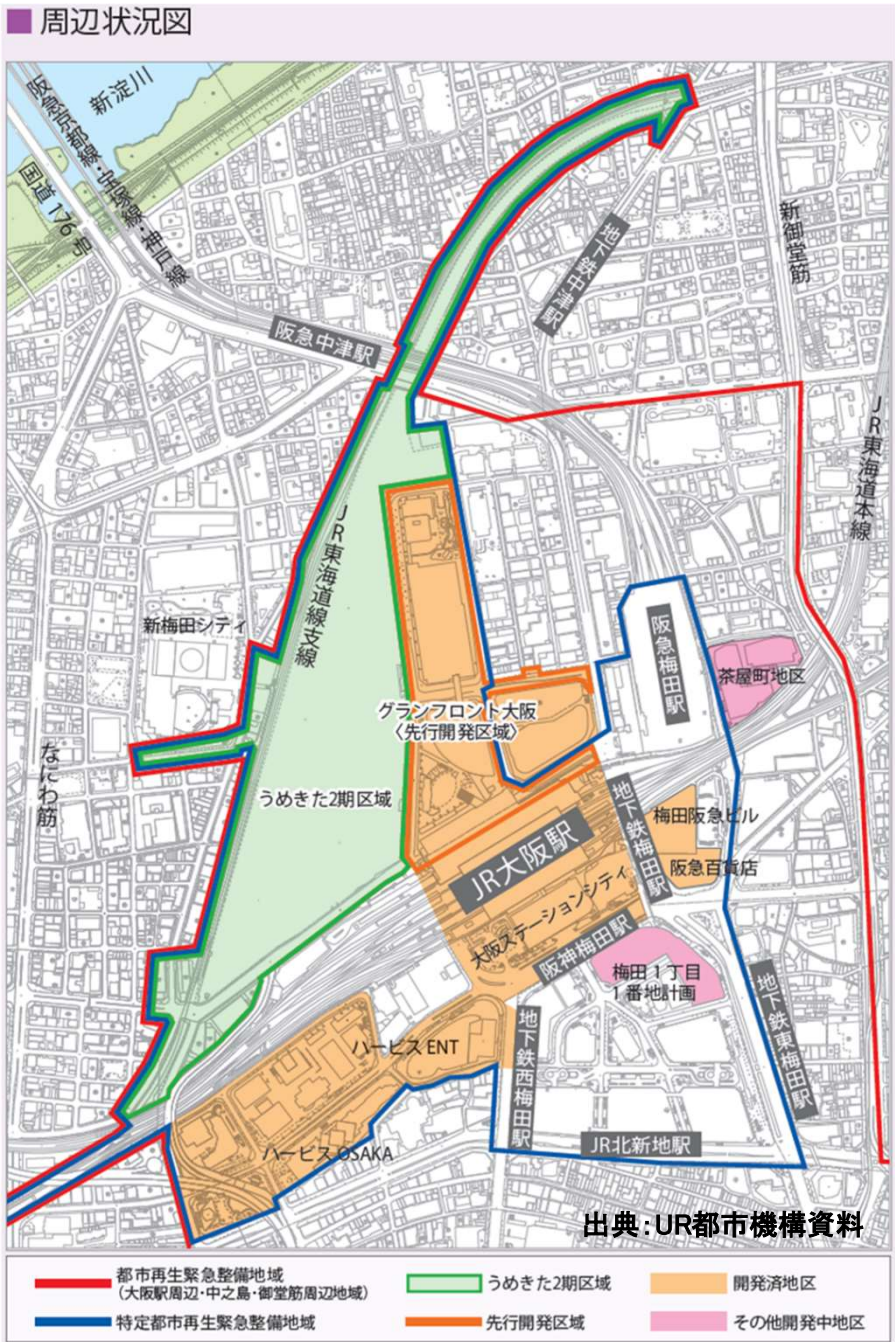 ■ 周辺状況図
新淀川
阪急京都線・宝塚線・神戸線
国道176号
地下鉄中津駅
新御堂筋
阪急中津駅
JR東海道本線
JR東海道線支線
新梅田シティ
阪急梅田駅
茶屋町地区
グランフロント大阪
〈先行開発区域〉
なにわ筋
うめきた2期区域
地下鉄梅田駅
梅田阪急ビル
JR大阪駅
阪急百貨店
大阪ステーションシティ
阪神梅田駅
梅田1丁目
1番地計画
地下鉄東梅田駅
地下鉄西梅田駅
ハービス ENT
ハービス OSAKA
JR北新地駅
出典:UR都市機構資料
都市再生緊急整備地域
(大阪駅周辺・中之島・御堂筋周辺地域)
うめきた2期区域
開発済地区
特定都市再生緊急整備地域
先行開発区域
その他開発中地区